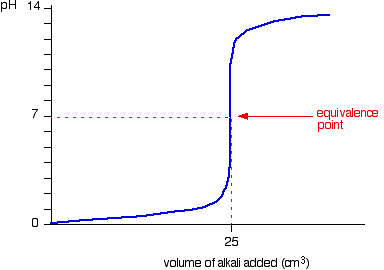 pH
14
7
0
equivalence
point
25
volume of alkali added (cm³)